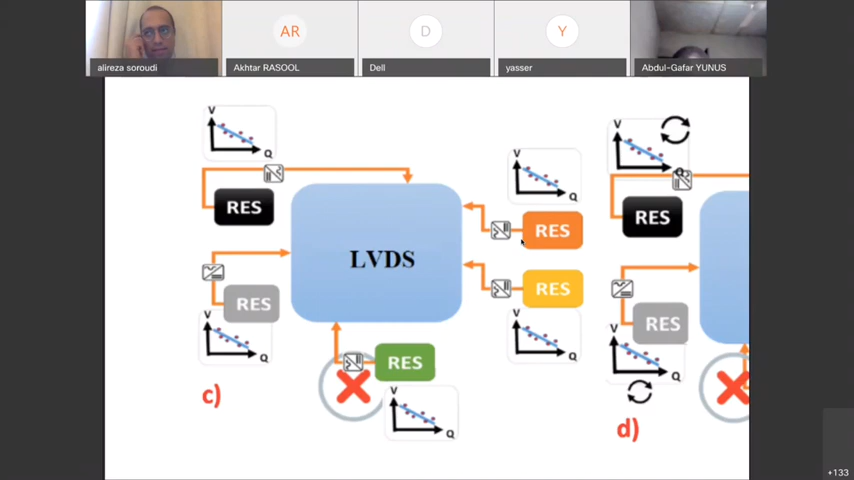 AR
D
Y
alireza soroudi
Akhtar RASOOL
Dell
yasser
Abdul-Gafar YUNUS
V
Q
RES
V
Q
RES
LVDS
RES
V
Q
RES
V
Q
RES
V
Q
c)
V
Q
RES
RES
V
Q
d)
+133